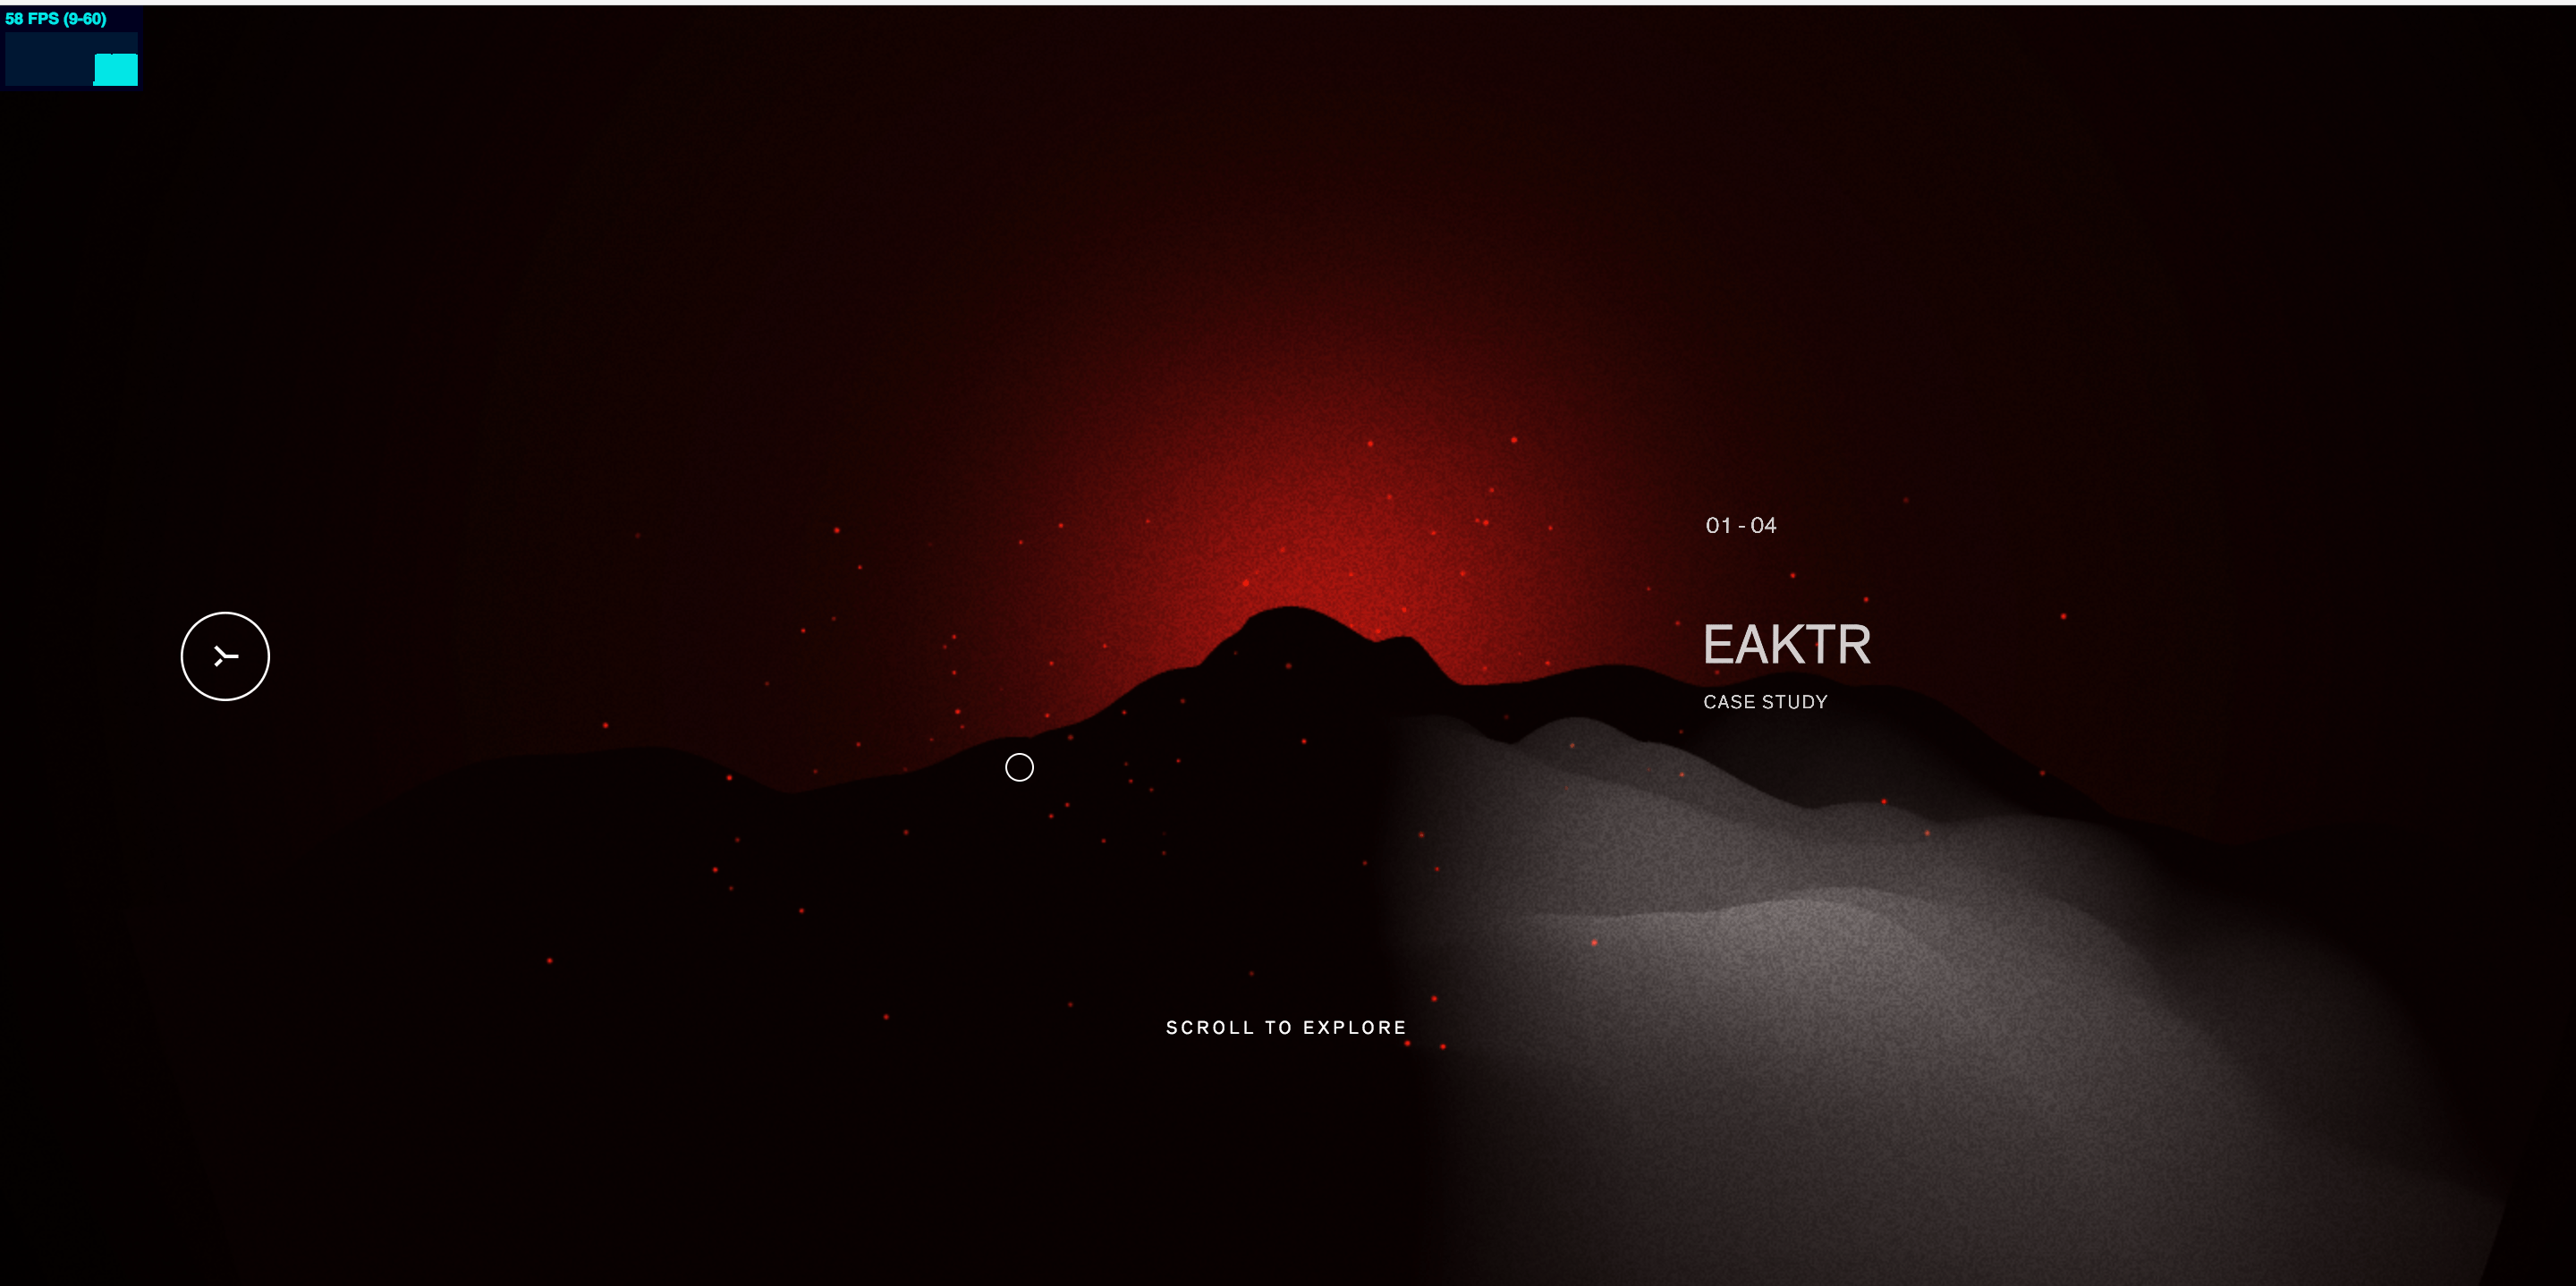 58 FPS (9-60)
01 - 04
EAKTR
CASE STUDY
SCROLL TO EXPLORE